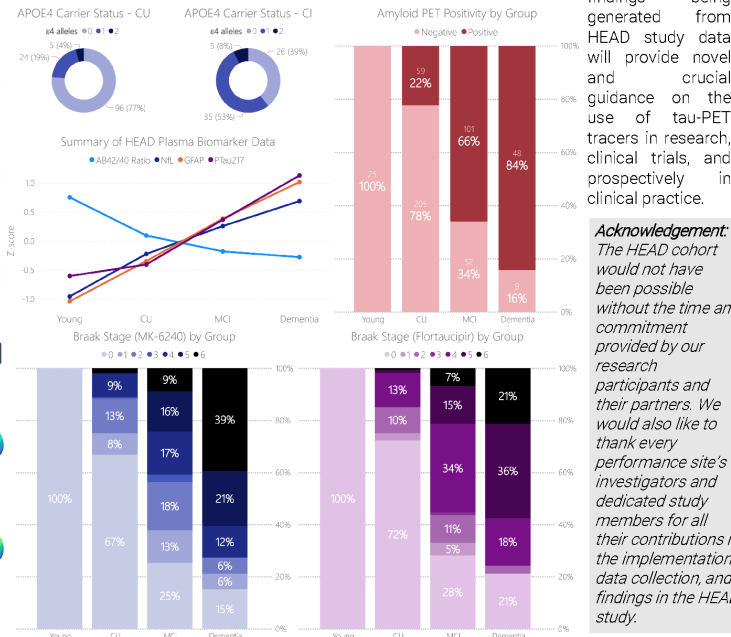 APOE4 Carrier Status - CU
ε4 alleles 0 1 2
5 (4%)
24 (19%)
96 (77%)
APOE4 Carrier Status - CI
ε4 alleles 0 1 2
5 (8%)
26 (39%)
35 (53%)
Summary of HEAD Plasma Biomarker Data
AB42/40 Ratio NfL GFAP PTau217
1.0
0.5
0.0
-0.5
-1.0
Z score
Young CU MCI Dementia
Amyloid PET Positivity by Group
Negative Positive
100%
80%
60%
40%
20%
0%
25
100%
59
22%
205
78%
101
66%
52
34%
48
84%
9
16%
Young CU MCI Dementia
Braak Stage (MK-6240) by Group
0 1 2 3 4 5 6
100%
80%
60%
40%
20%
0%
100%
9%
13%
8%
67%
9%
16%
17%
18%
13%
25%
39%
21%
12%
6%
6%
15%
Young CU MCI Dementia
Braak Stage (Flortaucipir) by Group
0 1 2 3 4 5 6
100%
80%
60%
40%
20%
0%
100%
13%
10%
72%
7%
15%
34%
11%
5%
28%
21%
36%
18%
21%
Young CU MCI Dementia
findings being
generated from
HEAD study data
will provide novel
and crucial
guidance on the
use of tau-PET
tracers in research,
clinical trials, and
prospectively in
clinical practice.
Acknowledgement:
The HEAD cohort
would not have
been possible
without the time an
commitment
provided by our
research
participants and
their partners. We
would also like to
thank every
performance site's
investigators and
dedicated study
members for all
their contributions
the implementation
data collection, and
findings in the HEA
study.